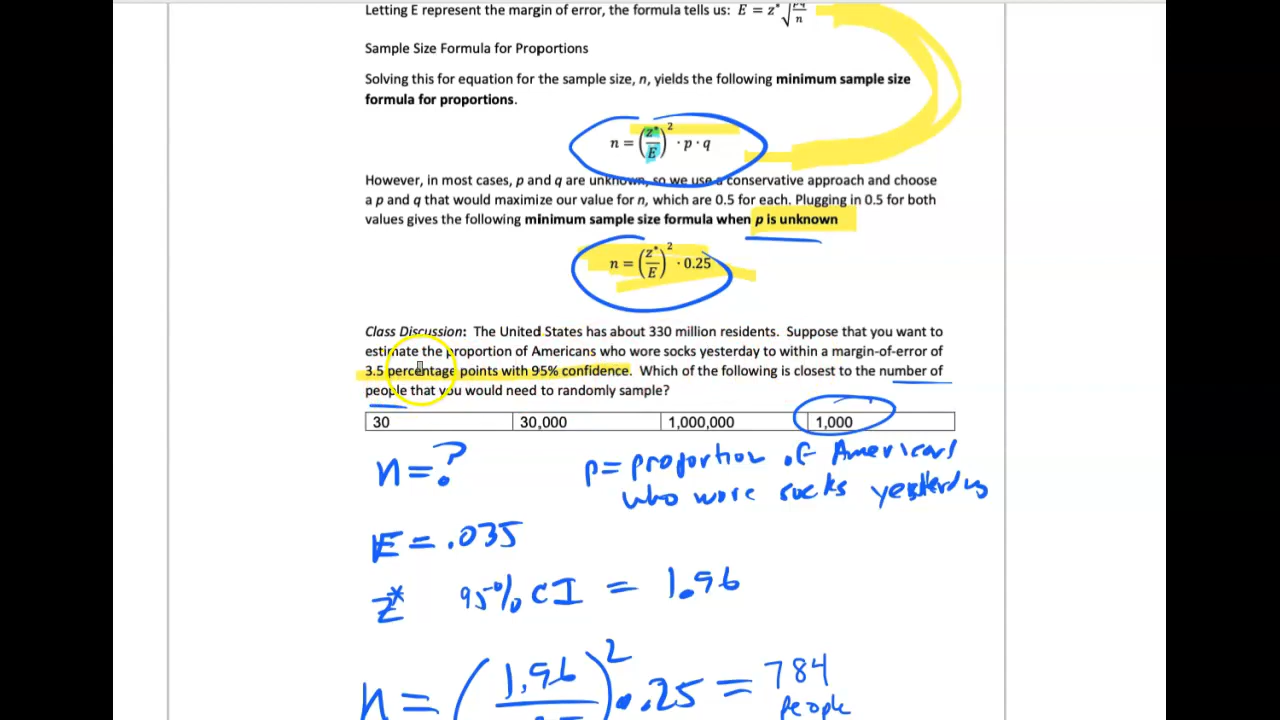 Letting E represent the margin of error, the formula tells us: E = z* √(pq/n)
Sample Size Formula for Proportions
Solving this for equation for the sample size, n, yields the following minimum sample size
formula for proportions.
n = (z*/E)² · p · q
However, in most cases, p and q are unknown, so we use a conservative approach and choose
a p and q that would maximize our value for n, which are 0.5 for each. Plugging in 0.5 for both
values gives the following minimum sample size formula when p is unknown
n = (z*/E)² · 0.25
Class Discussion: The United States has about 330 million residents. Suppose that you want to
estimate the proportion of Americans who wore socks yesterday to within a margin-of-error of
3.5 percentage points with 95% confidence. Which of the following is closest to the number of
people that you would need to randomly sample?
30 30,000 1,000,000 1,000
n = ?
p = proportion of Americans
who wore socks yesterday
E = .035
z* 95% CI = 1.96
n = (1.96/      )² · .25 = 784
people